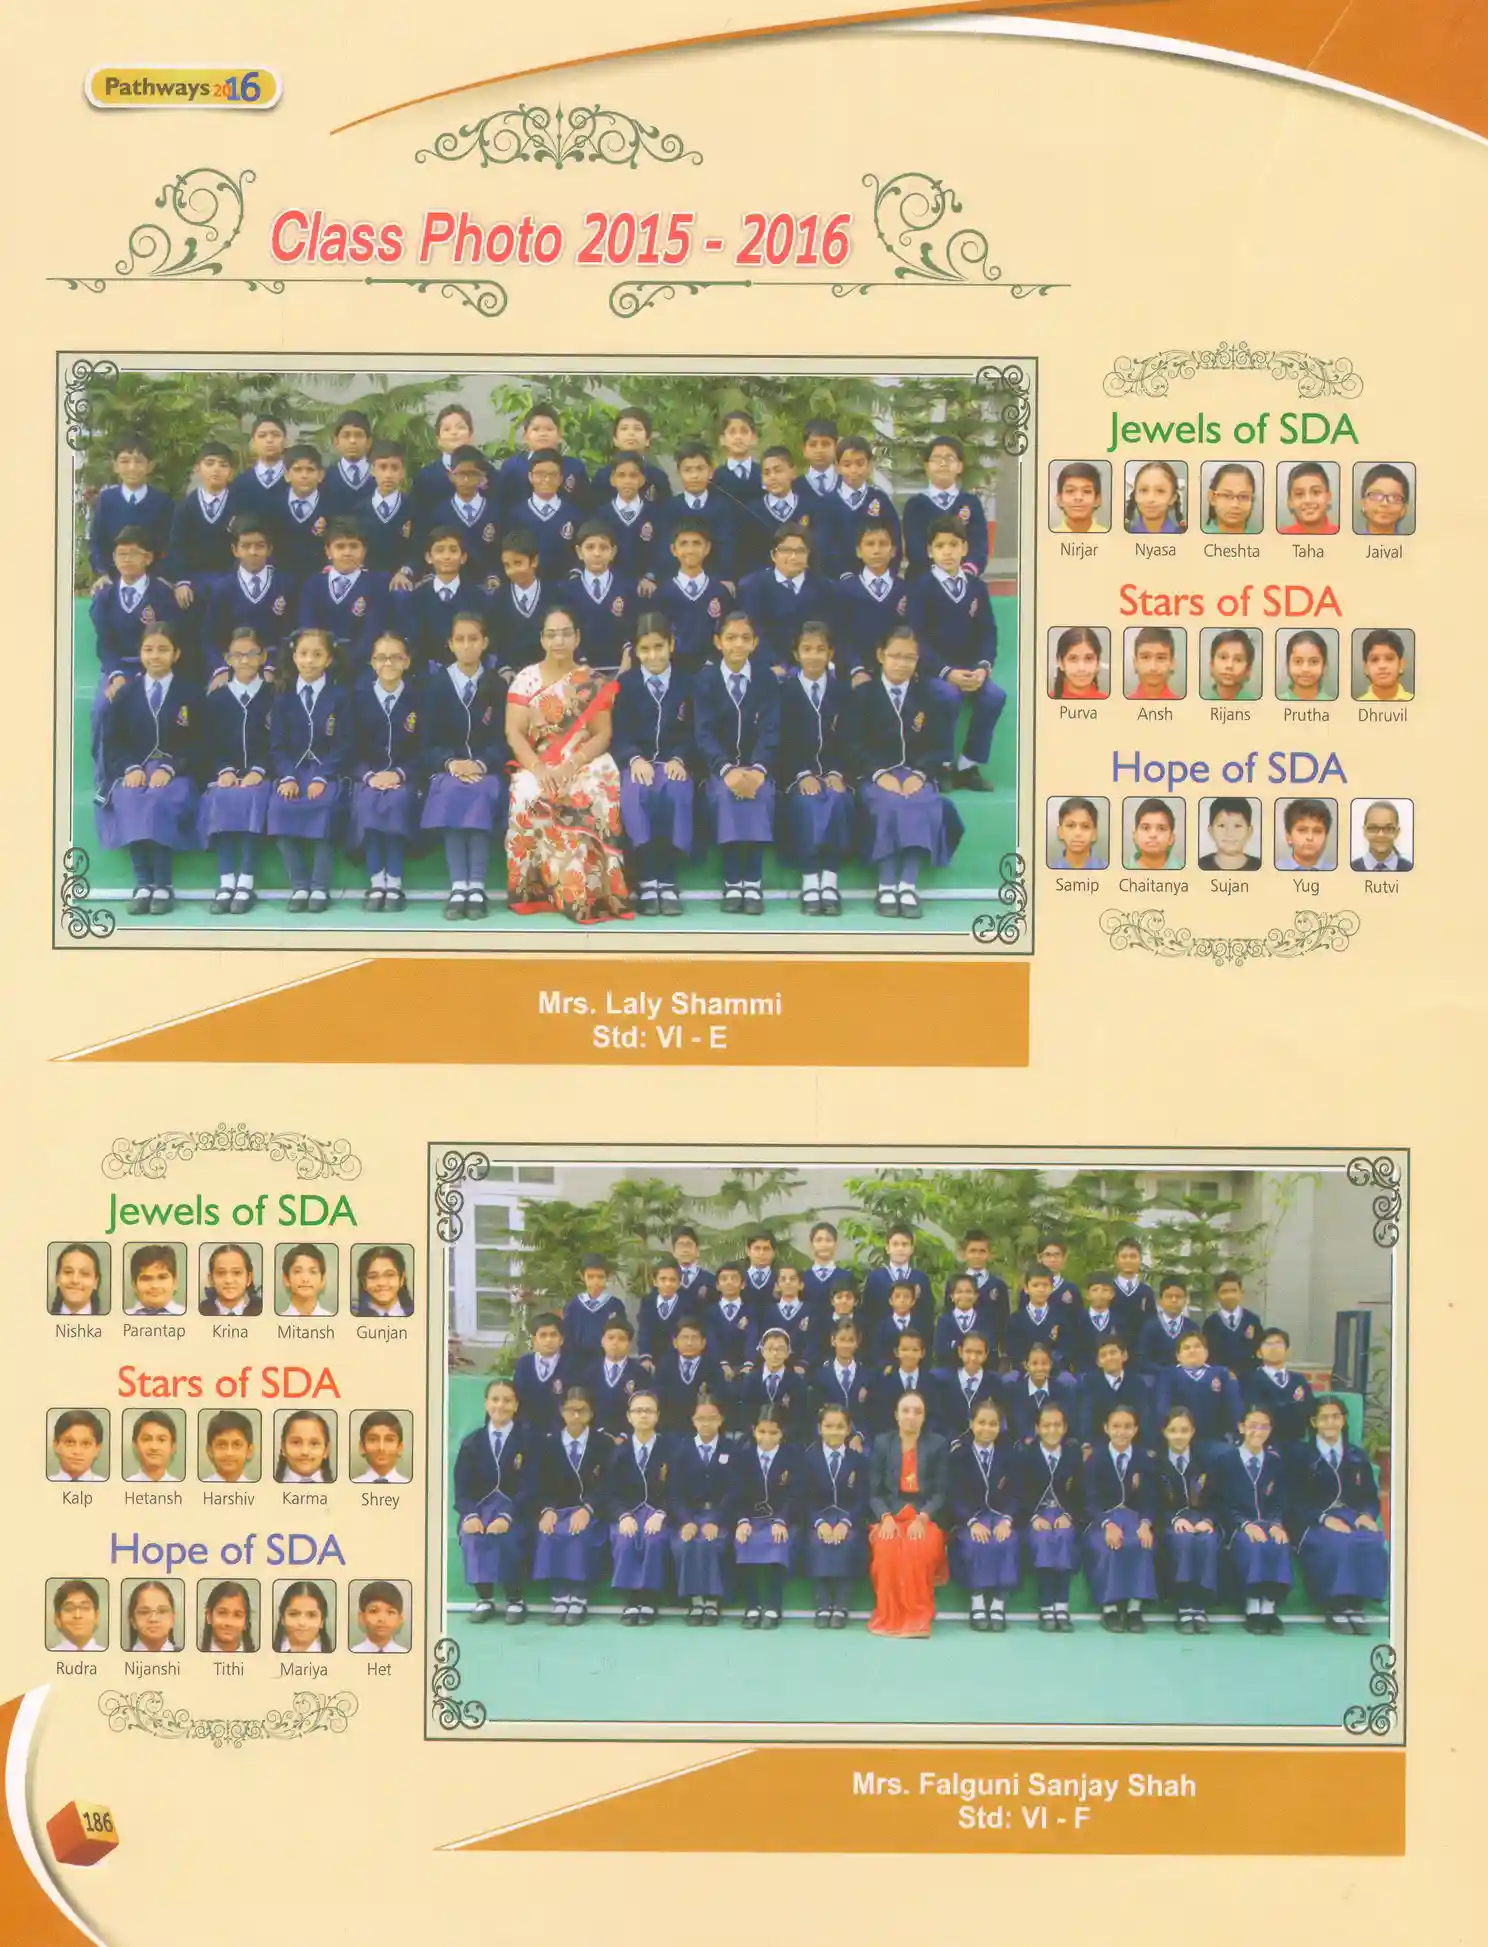 Pathways 2016
Class Photo 2015 - 2016
Jewels of SDA
Nirjar Nyasa Cheshta Taha Jaival
Stars of SDA
Purva Ansh Rijans Prutha Dhruvil
Hope of SDA
Samip Chaitanya Sujan Yug Rutvi
Mrs. Laly Shammi
Std: VI - E
Jewels of SDA
Nishka Parantap Krina Mitansh Gunjan
Stars of SDA
Kalp Hetansh Harshiv Karma Shrey
Hope of SDA
Rudra Nijanshi Tithi Mariya Het
Mrs. Falguni Sanjay Shah
Std: VI - F
186